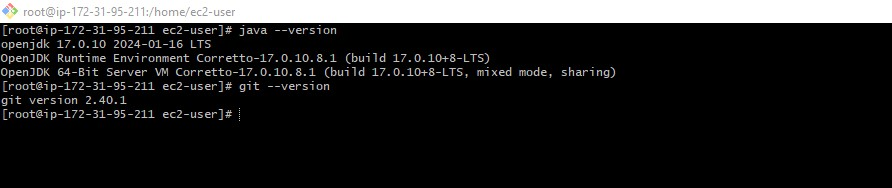 root@ip-172-31-95-211:/home/ec2-user
[root@ip-172-31-95-211 ec2-user]# java --version
openjdk 17.0.10 2024-01-16 LTS
OpenJDK Runtime Environment Corretto-17.0.10.8.1 (build 17.0.10+8-LTS)
OpenJDK 64-Bit Server VM Corretto-17.0.10.8.1 (build 17.0.10+8-LTS, mixed mode, sharing)
[root@ip-172-31-95-211 ec2-user]# git --version
git version 2.40.1
[root@ip-172-31-95-211 ec2-user]#